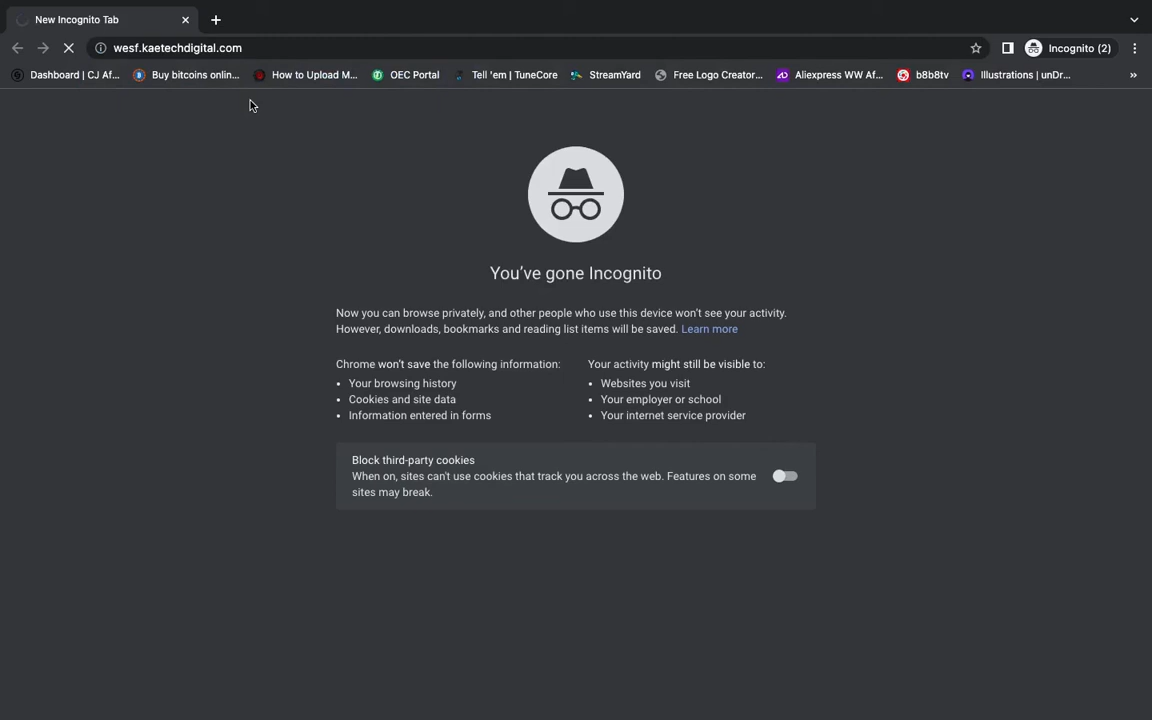 New Incognito Tab
wesf.kaetechdigital.com
Incognito (2)
Dashboard | CJ Af...
Buy bitcoins onlin...
How to Upload M...
OEC Portal
Tell 'em | TuneCore
StreamYard
Free Logo Creator...
Aliexpress WW Af...
b8b8tv
Illustrations | unDr...
You've gone Incognito
Now you can browse privately, and other people who use this device won't see your activity.
However, downloads, bookmarks and reading list items will be saved. Learn more
Chrome won't save the following information:
Your browsing history
Cookies and site data
Information entered in forms
Your activity might still be visible to:
Websites you visit
Your employer or school
Your internet service provider
Block third-party cookies
When on, sites can't use cookies that track you across the web. Features on some
sites may break.